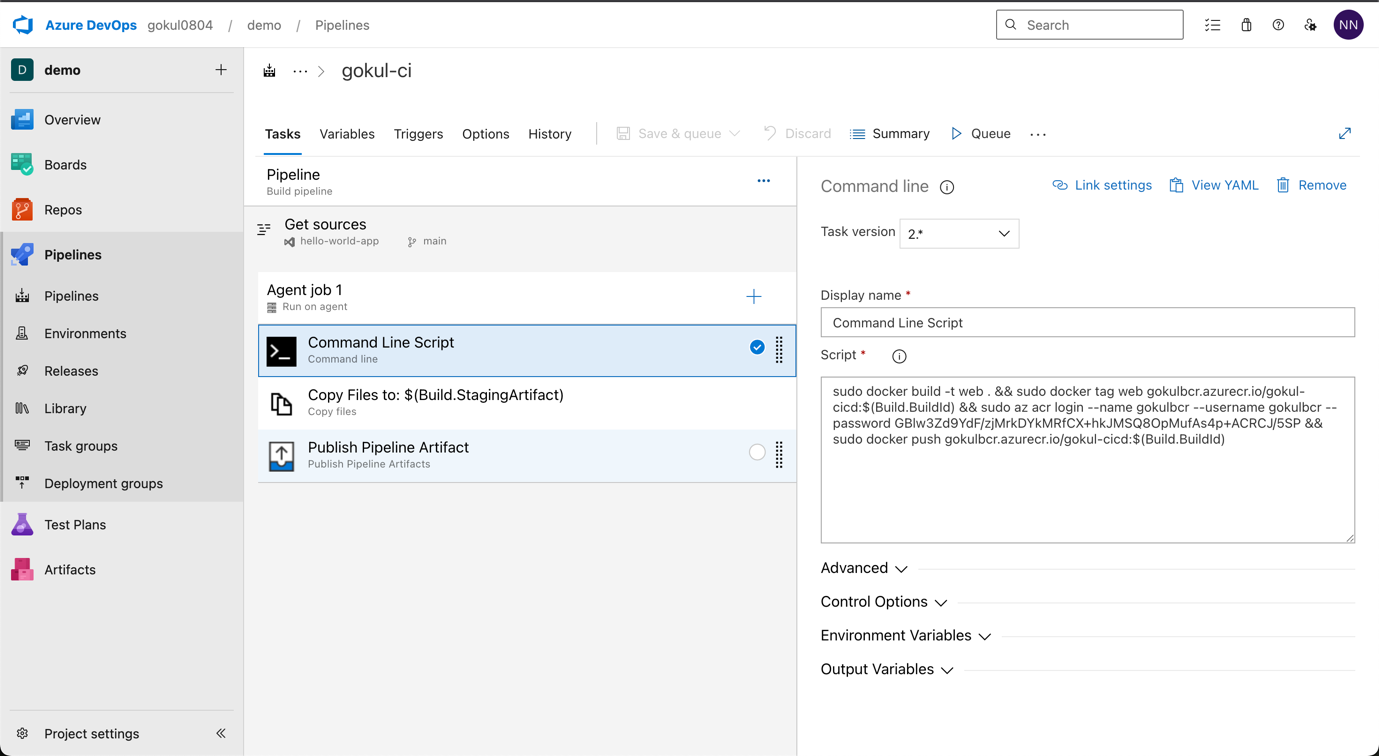 Azure DevOps gokul0804 / demo / Pipelines
Search
NN
D demo
Overview
Boards
Repos
Pipelines
Pipelines
Environments
Releases
Library
Task groups
Deployment groups
Test Plans
Artifacts
Project settings
gokul-ci
Tasks Variables Triggers Options History Save & queue Discard Summary Queue
Pipeline
Build pipeline
Get sources
hello-world-app main
Agent job 1
Run on agent
Command Line Script
Command line
Copy Files to: $(Build.StagingArtifact)
Copy files
Publish Pipeline Artifact
Publish Pipeline Artifacts
Command line Link settings View YAML Remove
Task version 2.*
Display name *
Command Line Script
Script *
sudo docker build -t web . && sudo docker tag web gokulbcr.azurecr.io/gokul-
cicd:$(Build.BuildId) && sudo az acr login --name gokulbcr --username gokulbcr --
password GBlw3Zd9YdF/zjMrkDYkMRfCX+hkJMSQ8OpMufAs4p+ACRCJ/5SP &&
sudo docker push gokulbcr.azurecr.io/gokul-cicd:$(Build.BuildId)
Advanced
Control Options
Environment Variables
Output Variables